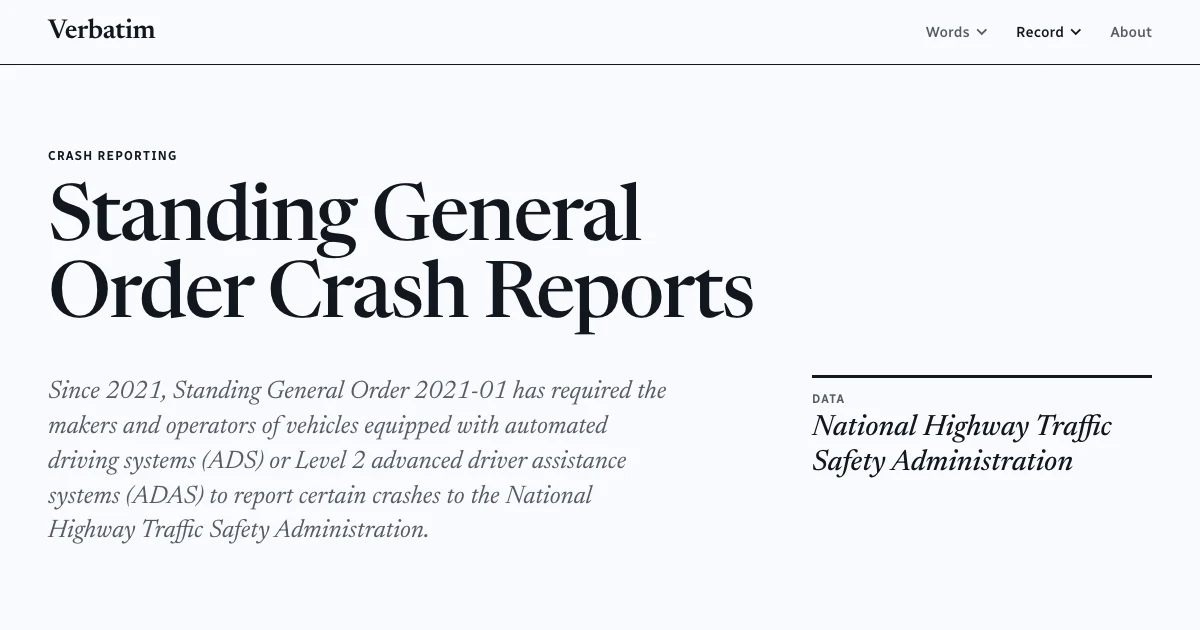 Verbatim
Words
Record
About
CRASH REPORTING
Standing General
Order Crash Reports
Since 2021, Standing General Order 2021-01 has required the
makers and operators of vehicles equipped with automated
driving systems (ADS) or Level 2 advanced driver assistance
systems (ADAS) to report certain crashes to the National
Highway Traffic Safety Administration.
DATA
National Highway Traffic
Safety Administration